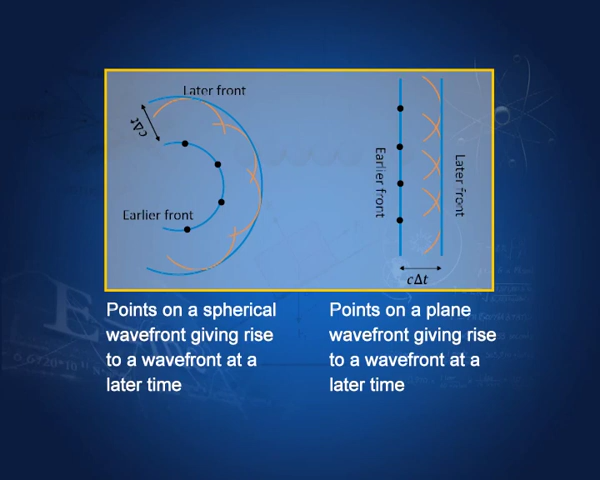 Later front
cΔt
Earlier front
Earlier front
Later front
cΔt
Points on a spherical
wavefront giving rise
to a wavefront at a
later time
Points on a plane
wavefront giving rise
to a wavefront at a
later time